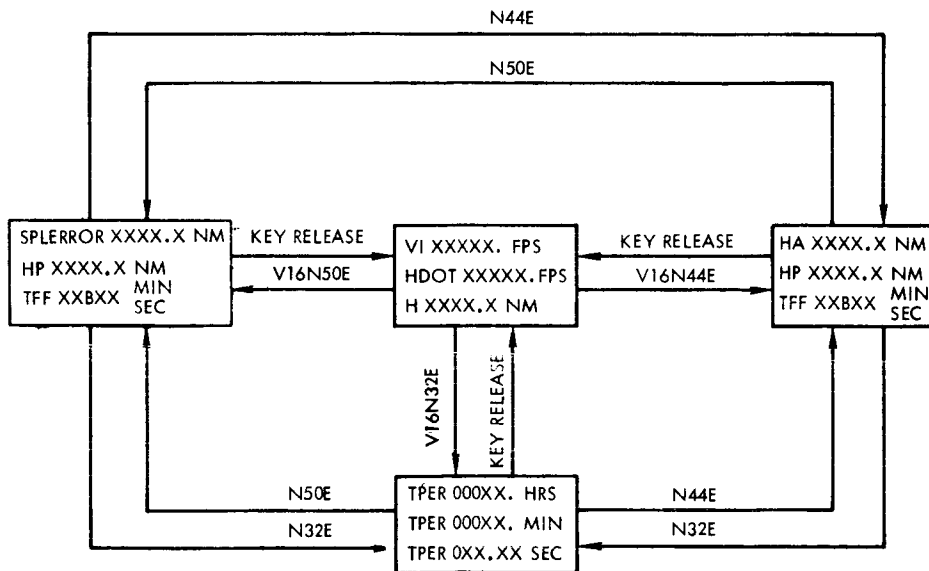 N44E
N50E
SPLERROR XXXX.X NM
HP XXXX.X NM
TFF XXBXX MIN
SEC
KEY RELEASE
V16N50E
VI XXXXX. FPS
HDOT XXXXX.FPS
H XXXX.X NM
KEY RELEASE
V16N44E
HA XXXX.X NM
HP XXXX.X NM
TFF XXBXX MIN
SEC
V16N32E
KEY RELEASE
N50E
N32E
TPER 000XX. HRS
TPER 000XX. MIN
TPER 0XX.XX SEC
N44E
N32E